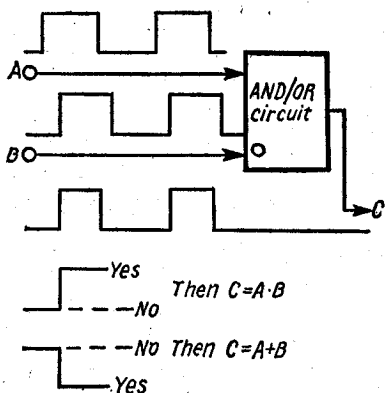 A
AND/OR
circuit
B
C
Yes
Then C=A·B
No
No Then C=A+B
Yes